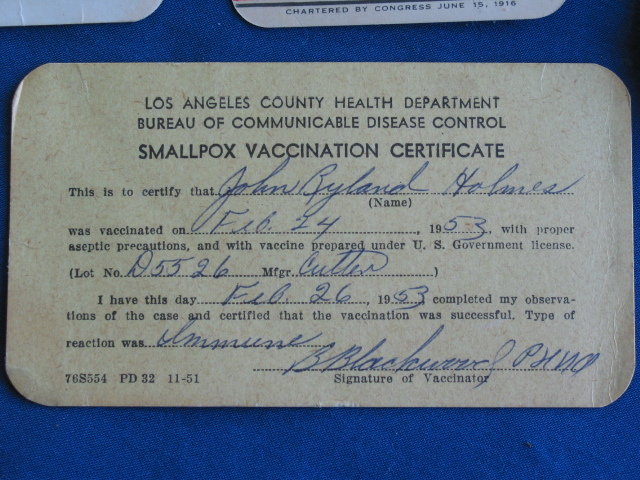 CHARTERED BY CONGRESS JUNE 15, 1916
LOS ANGELES COUNTY HEALTH DEPARTMENT
BUREAU OF COMMUNICABLE DISEASE CONTROL
SMALLPOX VACCINATION CERTIFICATE
This is to certify that John Ryland Holmes
(Name)
was vaccinated on Feb. 24, 1953, with proper
aseptic precautions, and with vaccine prepared under U. S. Government license.
(Lot No. D5526 Mfgr. Cutter)
I have this day Feb. 26, 1953 completed my observa-
tions of the case and certified that the vaccination was successful. Type of
reaction was Immune
B Blackwood
76S554 PD 32 11-51 Signature of Vaccinator